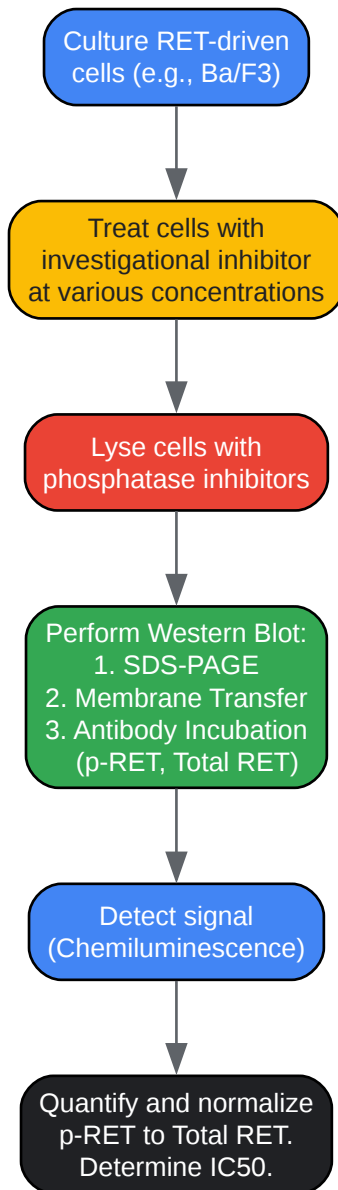 Culture RET-driven
cells (e.g., Ba/F3)
Treat cells with
investigational inhibitor
at various concentrations
Lyse cells with
phosphatase inhibitors
Perform Western Blot:
1. SDS-PAGE
2. Membrane Transfer
3. Antibody Incubation
(p-RET, Total RET)
Detect signal
(Chemiluminescence)
Quantify and normalize
p-RET to Total RET.
Determine IC50.